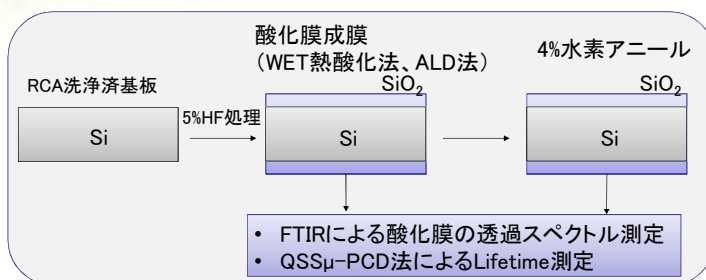 酸化膜成膜
(WET熱酸化法、ALD法)
4%水素アニール
RCA洗浄済基板
SiO2
SiO2
5%HF処理
Si
Si
Si
• FTIRによる酸化膜の透過スペクトル測定
• QSSμ-PCD法によるLifetime測定